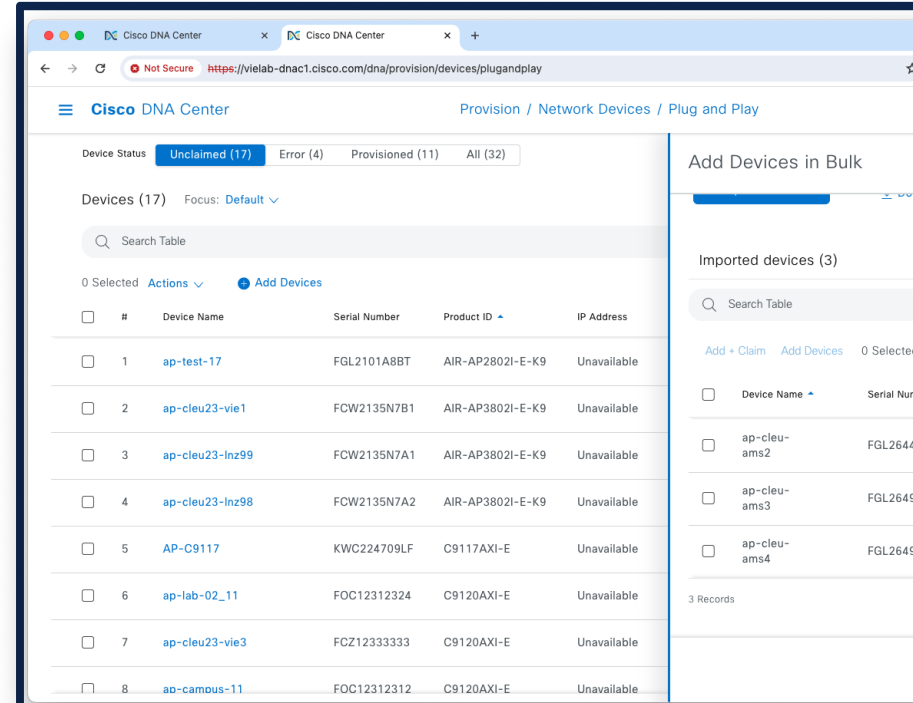 Cisco DNA Center
Cisco DNA Center
Not Secure https://vielab-dnac1.cisco.com/dna/provision/devices/plugandplay
Cisco DNA Center
Provision / Network Devices / Plug and Play
Device Status Unclaimed (17) Error (4) Provisioned (11) All (32)
Devices (17) Focus: Default
Search Table
0 Selected Actions Add Devices
# Device Name Serial Number Product ID IP Address
1 ap-test-17 FGL2101A8BT AIR-AP2802I-E-K9 Unavailable
2 ap-cleu23-vie1 FCW2135N7B1 AIR-AP3802I-E-K9 Unavailable
3 ap-cleu23-lnz99 FCW2135N7A1 AIR-AP3802I-E-K9 Unavailable
4 ap-cleu23-lnz98 FCW2135N7A2 AIR-AP3802I-E-K9 Unavailable
5 AP-C9117 KWC224709LF C9117AXI-E Unavailable
6 ap-lab-02_11 FOC12312324 C9120AXI-E Unavailable
7 ap-cleu23-vie3 FCZ12333333 C9120AXI-E Unavailable
8 ap-campus-11 FOC12312312 C9120AXI-E Unavailable
Add Devices in Bulk
Imported devices (3)
Search Table
Add + Claim Add Devices 0 Selected
Device Name Serial Nur
ap-cleu-
ams2 FGL2644
ap-cleu-
ams3 FGL2649
ap-cleu-
ams4 FGL2649
3 Records